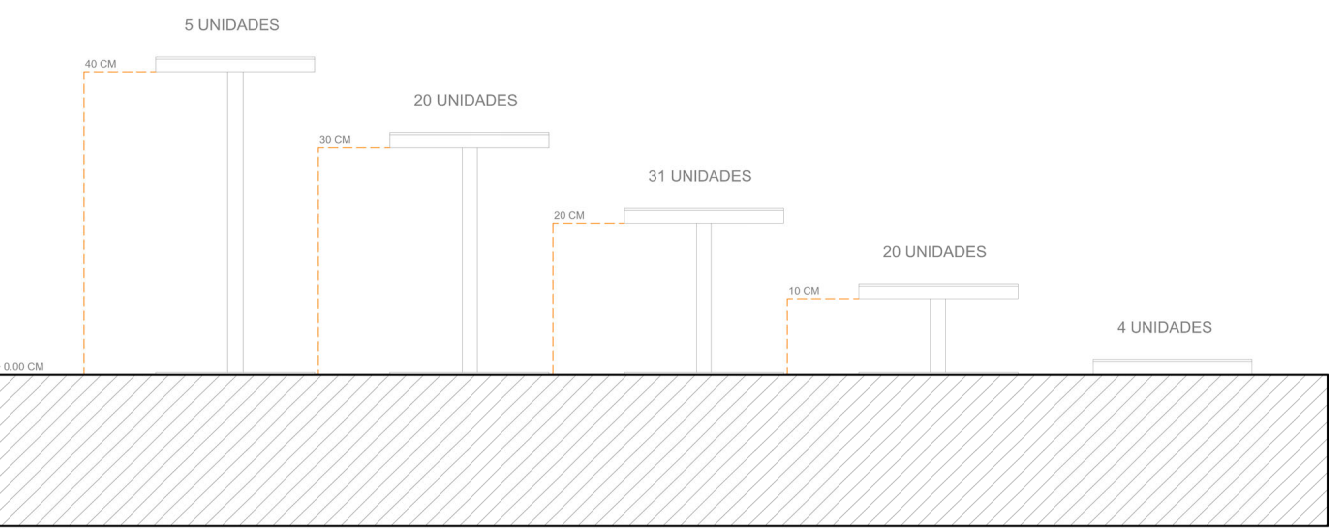 5 UNIDADES
40 CM
20 UNIDADES
30 CM
31 UNIDADES
20 CM
20 UNIDADES
10 CM
4 UNIDADES
0.00 CM